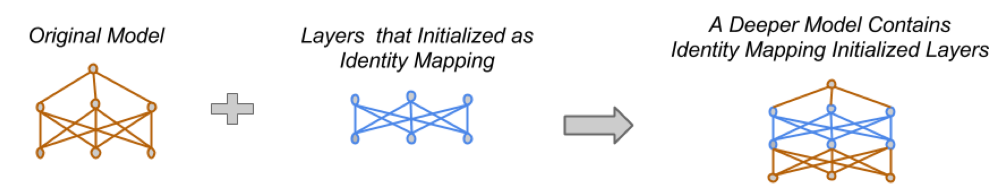 Original Model
Layers that Initialized as
Identity Mapping
A Deeper Model Contains
Identity Mapping Initialized Layers